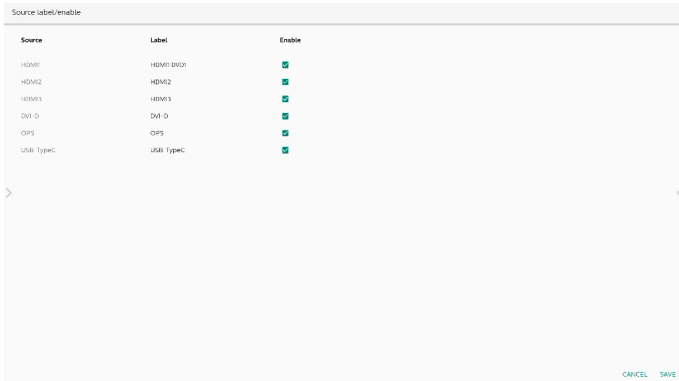 Source label/enable
Source Label Enable
HDMI1 HDMI1 DVD1
HDMI2 HDMI2
HDMI3 HDMI3
DVI-D DVI-D
OPS OPS
USB TypeC USB TypeC
CANCEL SAVE